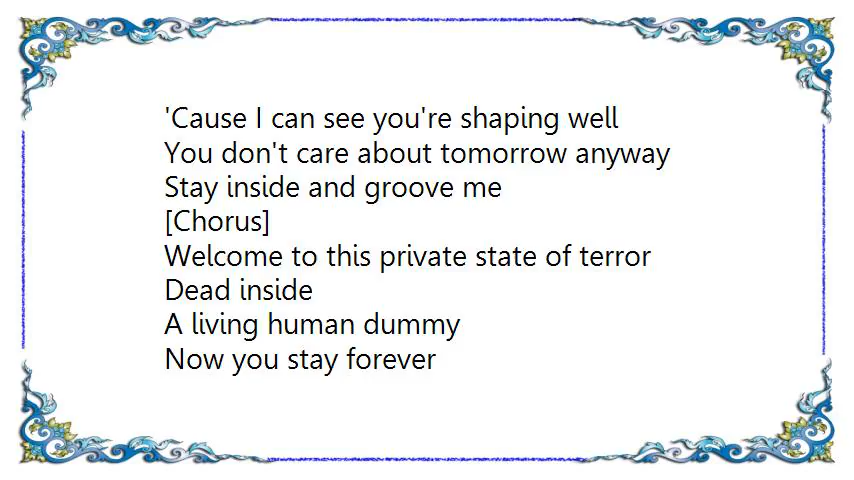 'Cause I can see you're shaping well
You don't care about tomorrow anyway
Stay inside and groove me
[Chorus]
Welcome to this private state of terror
Dead inside
A living human dummy
Now you stay forever